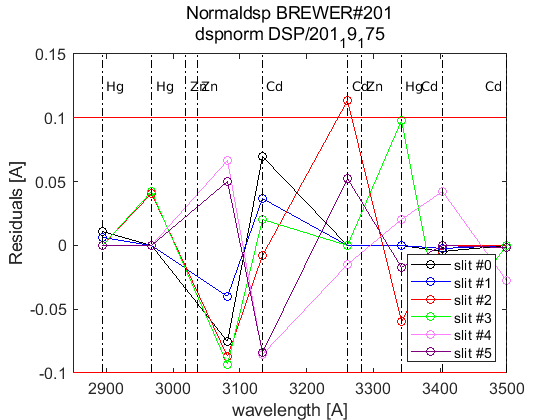 Normaldsp BREWER#201
dspnorm DSP/201₁9₁75
0.15
Hg Hg Zn Zn Cd Cd Zn Hg Cd Cd
0.1
0.05
0
-0.05
-0.1
Residuals [A]
slit #0
slit #1
slit #2
slit #3
slit #4
slit #5
2900 3000 3100 3200 3300 3400 3500
wavelength [A]